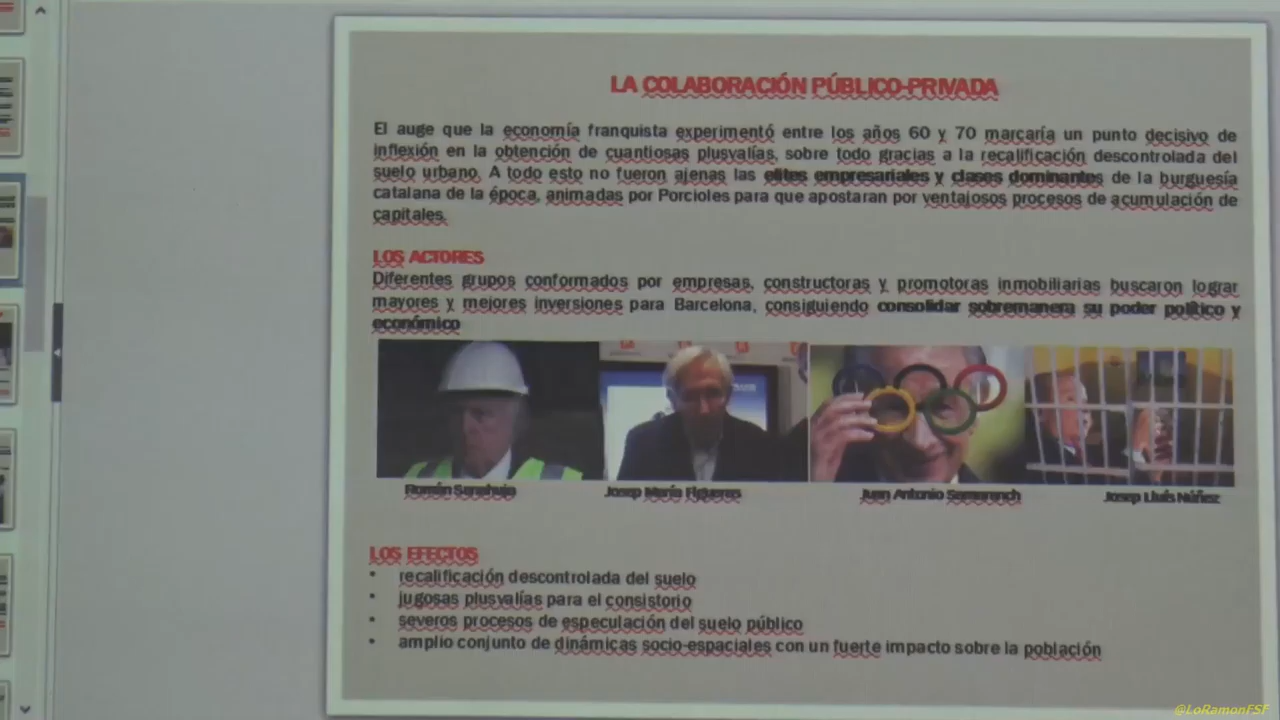 LA COLABORACIÓN PÚBLICO-PRIVADA
El auge que la economía franquista experimentó entre los años 60 y 70 marcaría un punto decisivo de
inflexión en la obtención de cuantiosas plusvalías, sobre todo gracias a la recalificación descontrolada del
suelo urbano. A todo esto no fueron ajenas las elites empresariales y clases dominantes de la burguesía
catalana de la época, animadas por Porcioles para que apostaran por ventajosos procesos de acumulación de
capitales.
LOS ACTORES
Diferentes grupos conformados por empresas, constructoras y promotoras inmobiliarias buscaron lograr
mayores y mejores inversiones para Barcelona, consiguiendo consolidar sobremanera su poder político y
económico
Román Sanahuja Josep María Figueras Juan Antonio Samaranch Josep Lluís Núñez
LOS EFECTOS
• recalificación descontrolada del suelo
• jugosas plusvalías para el consistorio
• severos procesos de especulación del suelo público
• amplio conjunto de dinámicas socio-espaciales con un fuerte impacto sobre la población
@LoRamonFSF